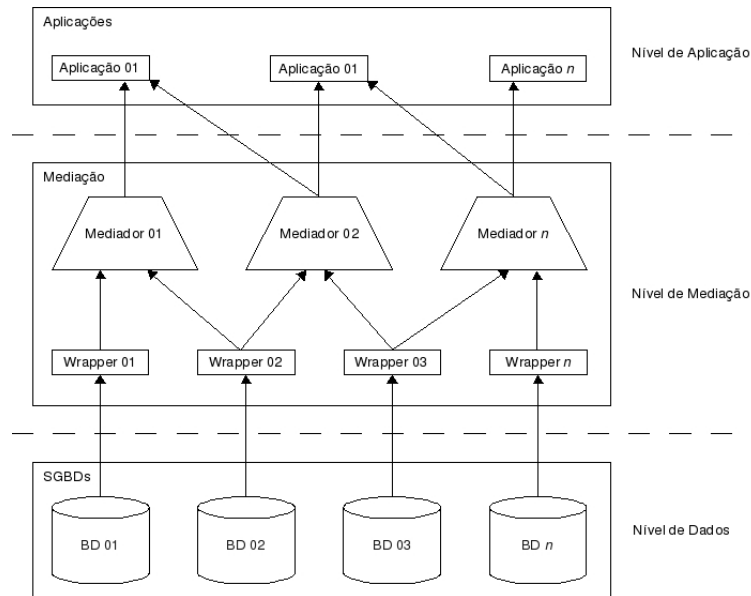 Aplicações
Aplicação 01
Aplicação 01
Aplicação n
Nível de Aplicação
Mediação
Mediador 01
Mediador 02
Mediador n
Nível de Mediação
Wrapper 01
Wrapper 02
Wrapper 03
Wrapper n
SGBDs
BD 01
BD 02
BD 03
BD n
Nível de Dados